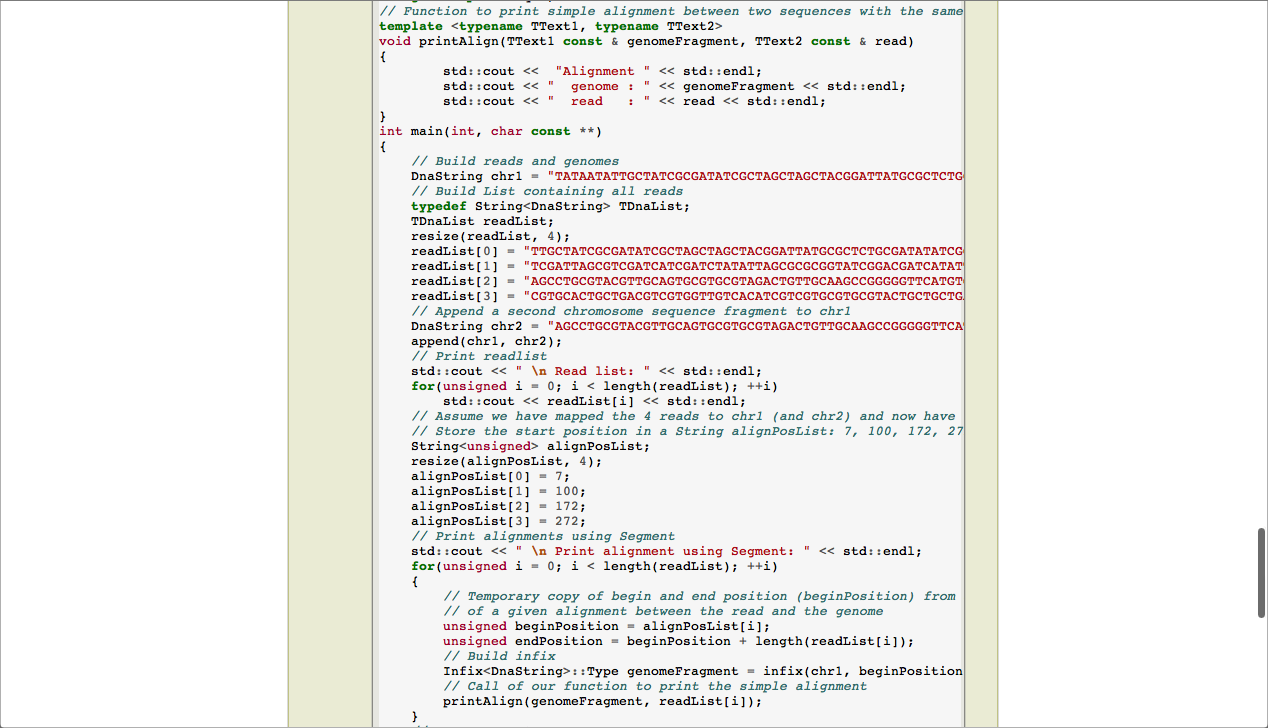 // Function to print simple alignment between two sequences with the same
template <typename TText1, typename TText2>
void printAlign(TText1 const & genomeFragment, TText2 const & read)
{
        std::cout <<  "Alignment " << std::endl;
        std::cout << "  genome : " << genomeFragment << std::endl;
        std::cout << "  read   : " << read << std::endl;
}
int main(int, char const **)
{
    // Build reads and genomes
    DnaString chr1 = "TATAATATTGCTATCGCGATATCGCTAGCTAGCTACGGATTATGCGCTCTG
    // Build List containing all reads
    typedef String<DnaString> TDnaList;
    TDnaList readList;
    resize(readList, 4);
    readList[0] = "TTGCTATCGCGATATCGCTAGCTAGCTACGGATTATGCGCTCTGCGATATATCG
    readList[1] = "TCGATTAGCGTCGATCATCGATCTATATTAGCGCGCGGTATCGGACGATCATAT
    readList[2] = "AGCCTGCGTACGTTGCAGTGCGTGCGTAGACTGTTGCAAGCCGGGGGTTCATGT
    readList[3] = "CGTGCACTGCTGACGTCGTGGTTGTCACATCGTCGTGCGTGCGTACTGCTGCTG
    // Append a second chromosome sequence fragment to chr1
    DnaString chr2 = "AGCCTGCGTACGTTGCAGTGCGTGCGTAGACTGTTGCAAGCCGGGGGTTCA
    append(chr1, chr2);
    // Print readlist
    std::cout << " \n Read list: " << std::endl;
    for(unsigned i = 0; i < length(readList); ++i)
        std::cout << readList[i] << std::endl;
    // Assume we have mapped the 4 reads to chr1 (and chr2) and now have
    // Store the start position in a String alignPosList: 7, 100, 172, 27
    String<unsigned> alignPosList;
    resize(alignPosList, 4);
    alignPosList[0] = 7;
    alignPosList[1] = 100;
    alignPosList[2] = 172;
    alignPosList[3] = 272;
    // Print alignments using Segment
    std::cout << " \n Print alignment using Segment: " << std::endl;
    for(unsigned i = 0; i < length(readList); ++i)
    {
        // Temporary copy of begin and end position (beginPosition) from
        // of a given alignment between the read and the genome
        unsigned beginPosition = alignPosList[i];
        unsigned endPosition = beginPosition + length(readList[i]);
        // Build infix
        Infix<DnaString>::Type genomeFragment = infix(chr1, beginPosition
        // Call of our function to print the simple alignment
        printAlign(genomeFragment, readList[i]);
    }